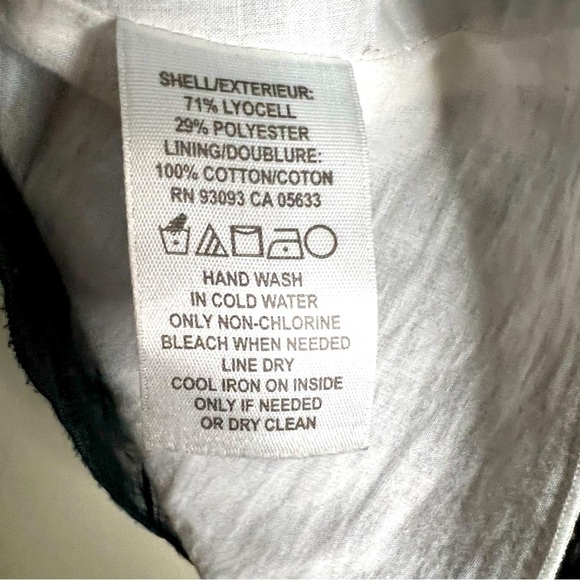 SHELL/EXTERIEUR:
71% LYOCELL
29% POLYESTER
LINING/DOUBLURE:
100% COTTON/COTON
RN 93093 CA 05633
HAND WASH
IN COLD WATER
ONLY NON-CHLORINE
BLEACH WHEN NEEDED
LINE DRY
COOL IRON ON INSIDE
ONLY IF NEEDED
OR DRY CLEAN